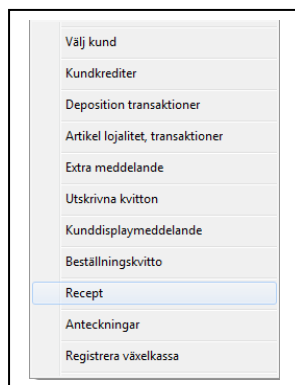 Välj kund
Kundkrediter
Deposition transaktioner
Artikel lojalitet, transaktioner
Extra meddelande
Utskrivna kvitton
Kunddisplaymeddelande
Beställningskvitto
Recept
Anteckningar
Registrera växelkassa